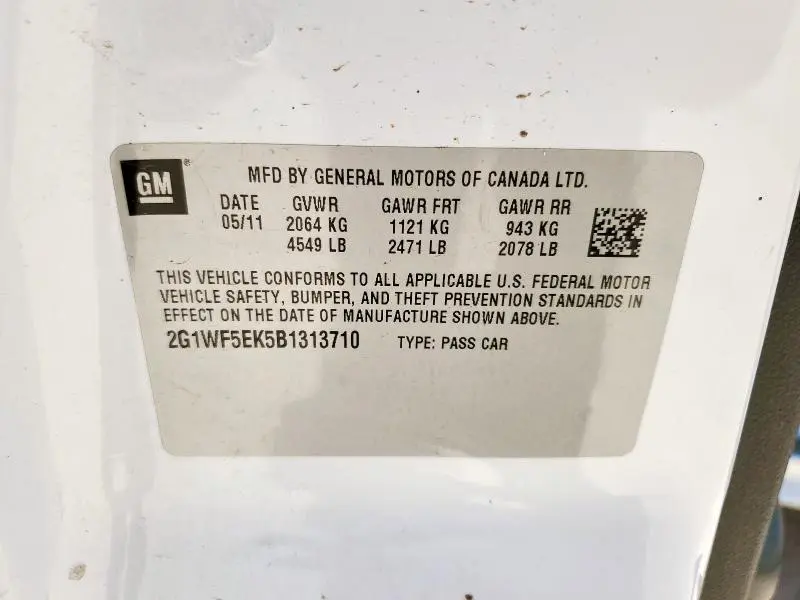 GM®
MFD BY GENERAL MOTORS OF CANADA LTD.
DATE GVWR GAWR FRT GAWR RR
05/11 2064 KG 1121 KG 943 KG
4549 LB 2471 LB 2078 LB
THIS VEHICLE CONFORMS TO ALL APPLICABLE U.S. FEDERAL MOTOR
VEHICLE SAFETY, BUMPER, AND THEFT PREVENTION STANDARDS IN
EFFECT ON THE DATE OF MANUFACTURE SHOWN ABOVE.
2G1WF5EK5B1313710 TYPE: PASS CAR